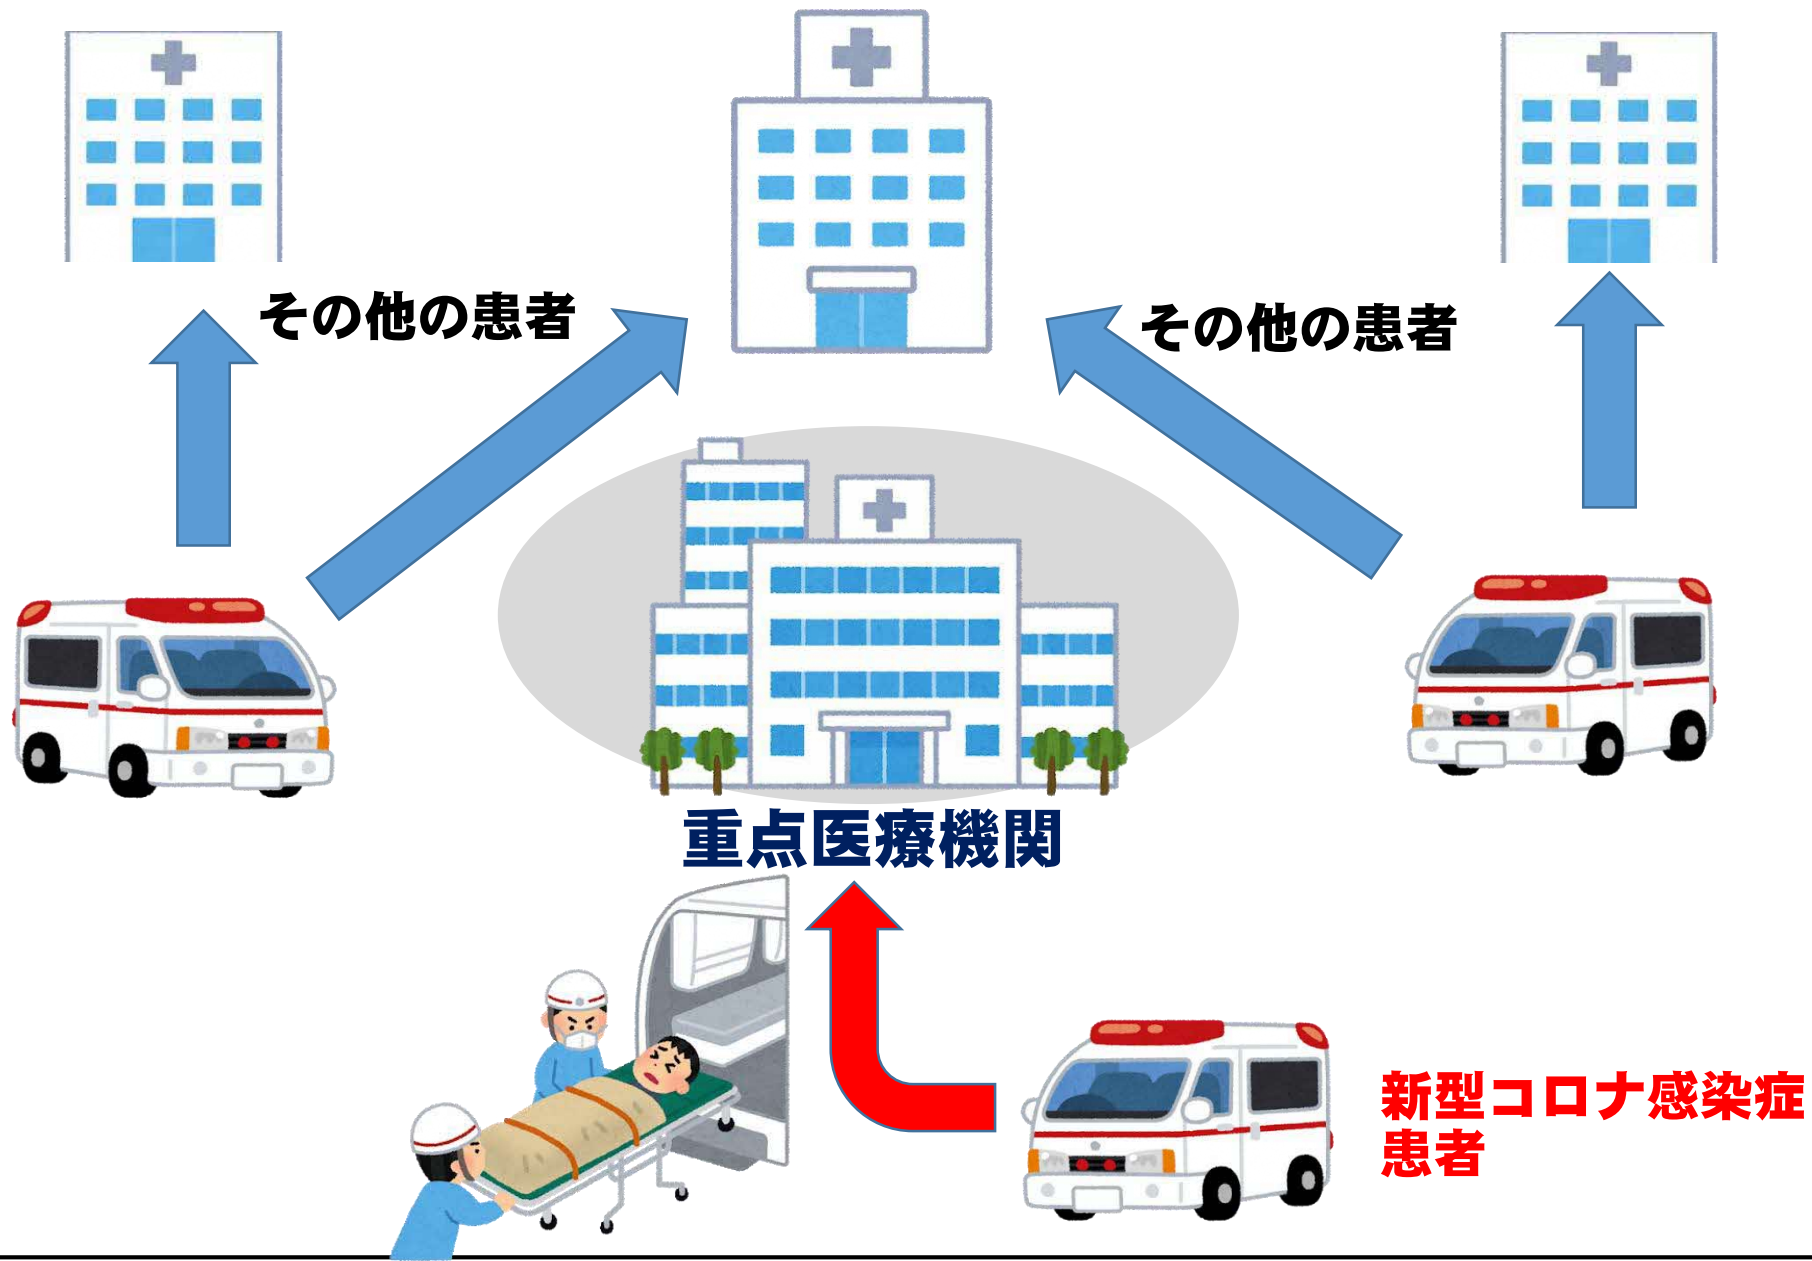 その他の患者
その他の患者
重点医療機関
新型コロナ感染症
患者